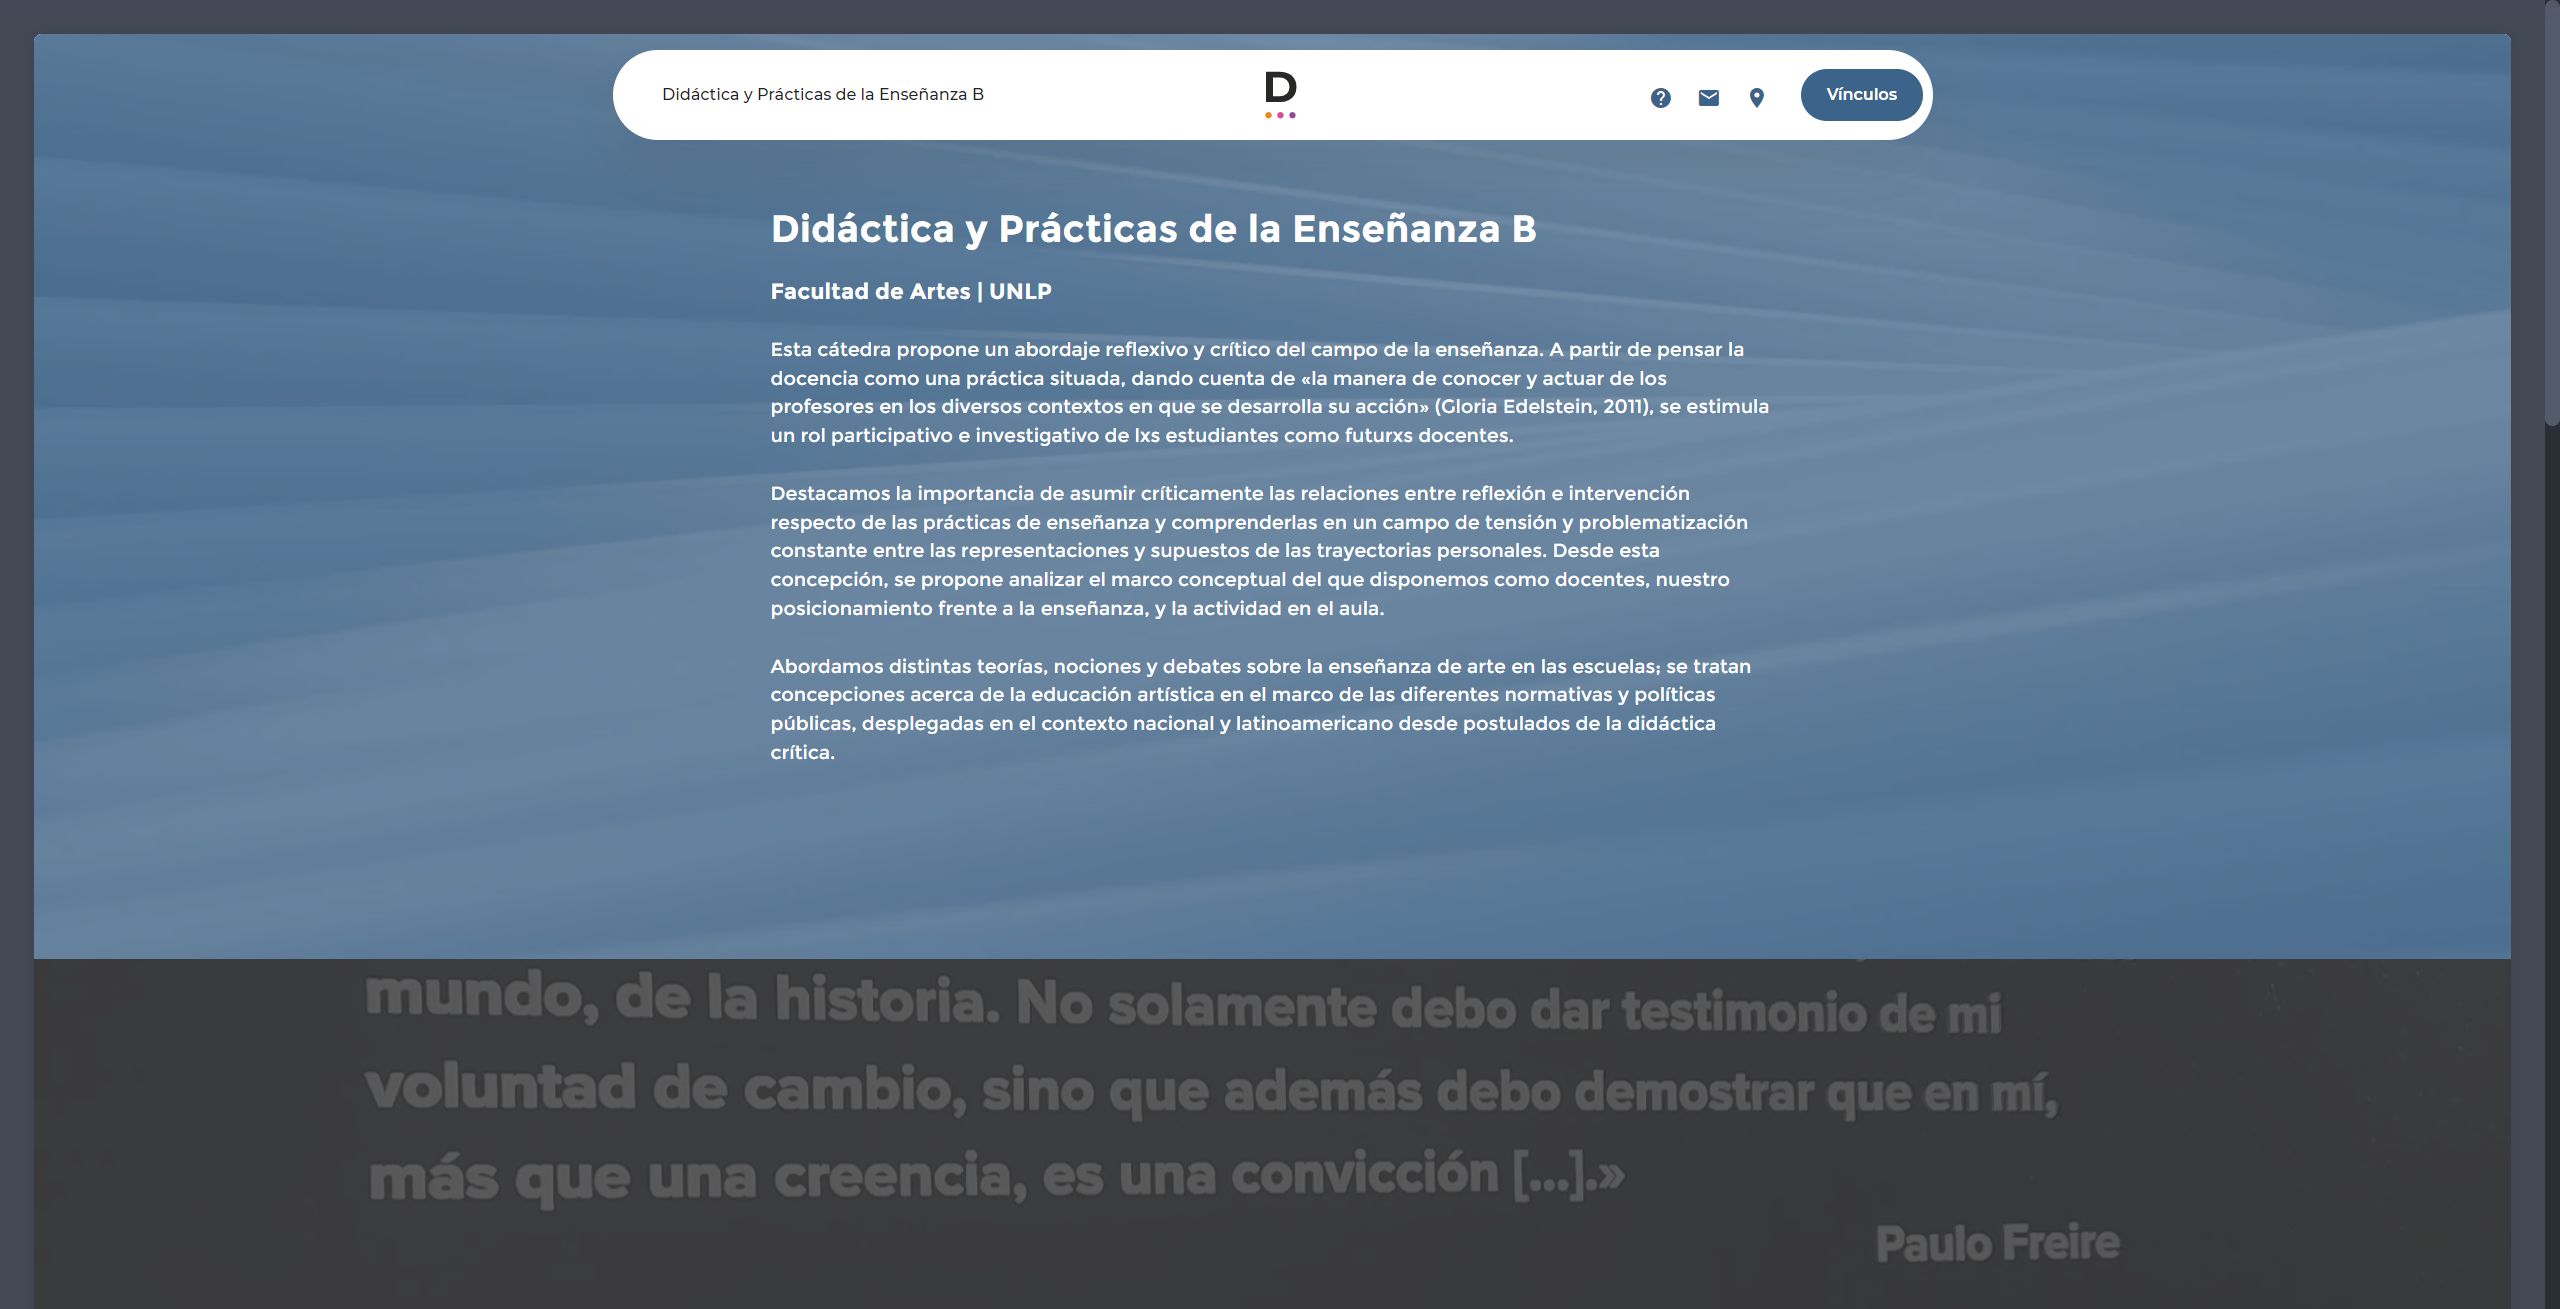 Didáctica y Prácticas de la Enseñanza B
D
Vínculos
Didáctica y Prácticas de la Enseñanza B
Facultad de Artes | UNLP
Esta cátedra propone un abordaje reflexivo y crítico del campo de la enseñanza. A partir de pensar la
docencia como una práctica situada, dando cuenta de «la manera de conocer y actuar de los
profesores en los diversos contextos en que se desarrolla su acción» (Gloria Edelstein, 2011), se estimula
un rol participativo e investigativo de lxs estudiantes como futurxs docentes.
Destacamos la importancia de asumir críticamente las relaciones entre reflexión e intervención
respecto de las prácticas de enseñanza y comprenderlas en un campo de tensión y problematización
constante entre las representaciones y supuestos de las trayectorias personales. Desde esta
concepción, se propone analizar el marco conceptual del que disponemos como docentes, nuestro
posicionamiento frente a la enseñanza, y la actividad en el aula.
Abordamos distintas teorías, nociones y debates sobre la enseñanza de arte en las escuelas; se tratan
concepciones acerca de la educación artística en el marco de las diferentes normativas y políticas
públicas, desplegadas en el contexto nacional y latinoamericano desde postulados de la didáctica
crítica.
mundo, de la historia. No solamente debo dar testimonio de mi
voluntad de cambio, sino que además debo demostrar que en mí,
más que una creencia, es una convicción [...].»
Paulo Freire